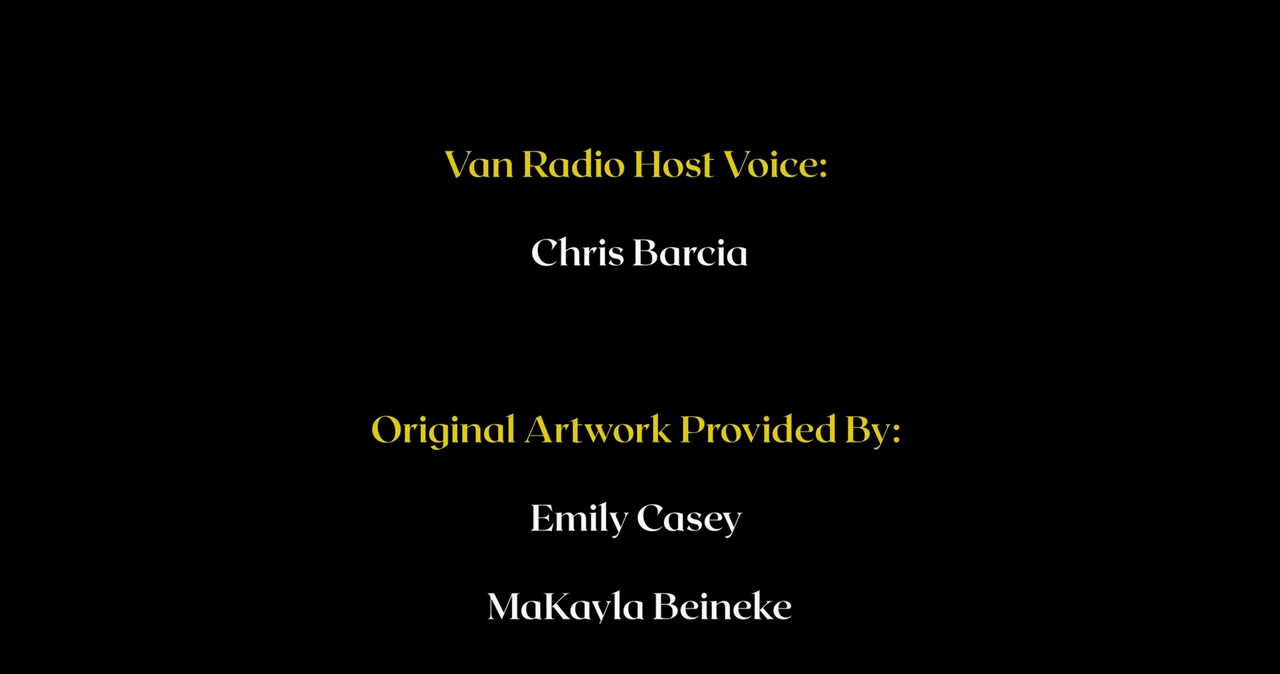 Van Radio Host Voice:
Chris Barcia
Original Artwork Provided By:
Emily Casey
MaKayla Beineke